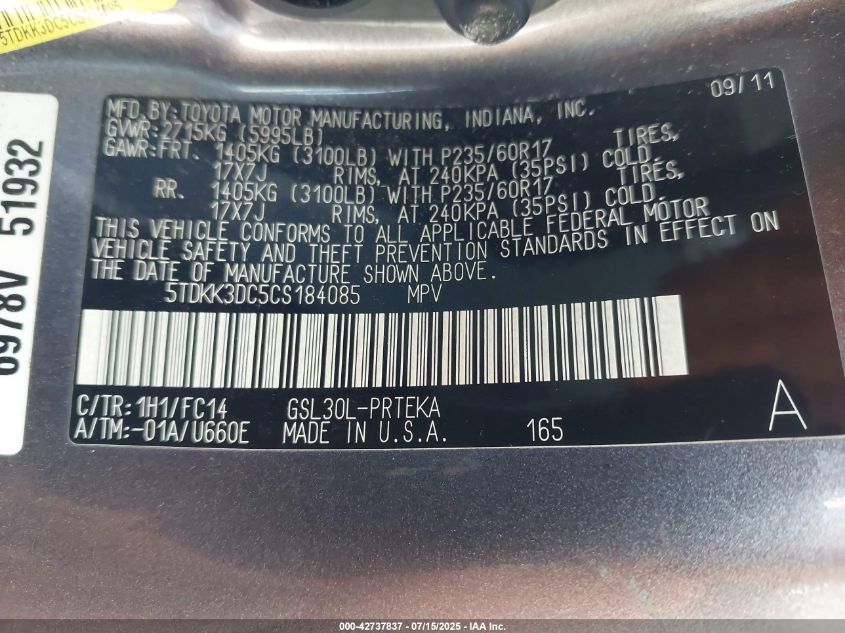 5TDKK3DC5CS184085
6978V 51932
09/11
MFD. BY: TOYOTA MOTOR MANUFACTURING, INDIANA, INC.
GVWR: 2715KG (5995LB)
GAWR: FRT. 1405KG (3100LB) WITH P235/60R17 TIRES,
17X7J RIMS, AT 240KPA (35PSI) COLD.
RR. 1405KG (3100LB) WITH P235/60R17 TIRES,
17X7J RIMS, AT 240KPA (35PSI) COLD.
THIS VEHICLE CONFORMS TO ALL APPLICABLE FEDERAL MOTOR
VEHICLE SAFETY AND THEFT PREVENTION STANDARDS IN EFFECT ON
THE DATE OF MANUFACTURE SHOWN ABOVE.
5TDKK3DC5CS184085 MPV
C/TR: 1H1/FC14 GSL30L-PRTEKA A
A/TM: -01A/U660E MADE IN U.S.A. 165
000-42737837 - 07/15/2025 - IAA Inc.